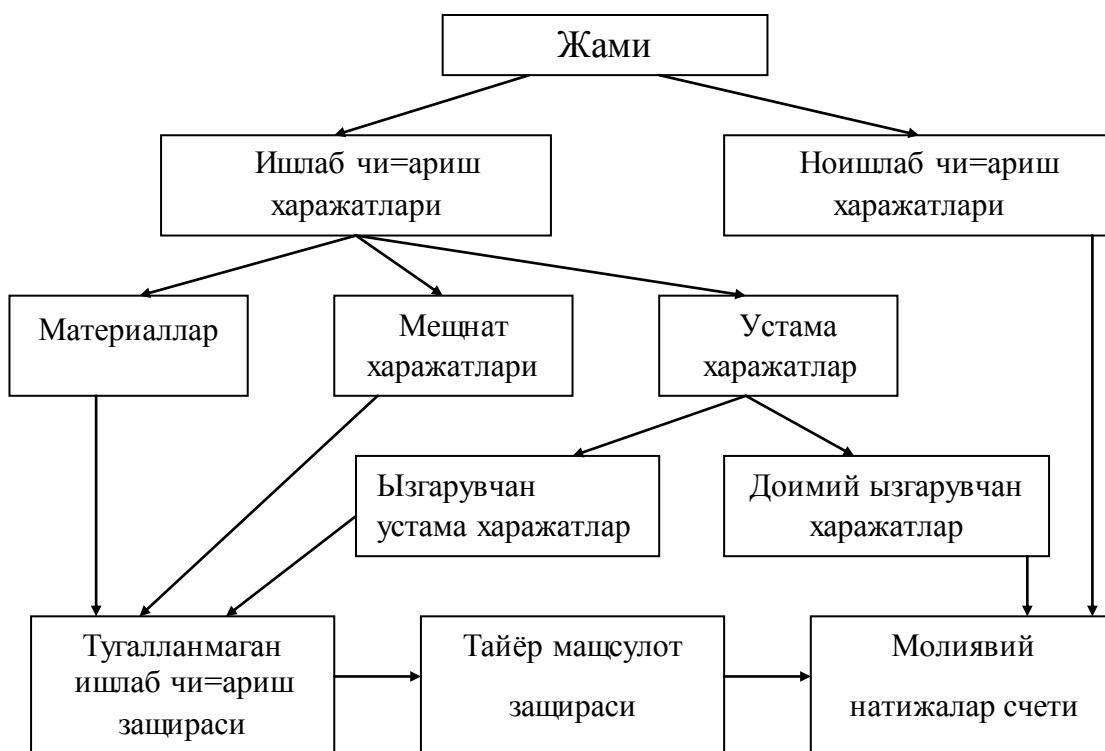 Жами
Ишлаб чи=ариш
харажатлари
Ноишлаб чи=ариш
харажатлари
Материаллар
Мещнат
харажатлари
Устама
харажатлар
Ызгарувчан
устама харажатлар
Доимий ызгарувчан
харажатлар
Тугалланмаган
ишлаб чи=ариш
защираси
Тайёр мащсулот
защираси
Молиявий
натижалар счети